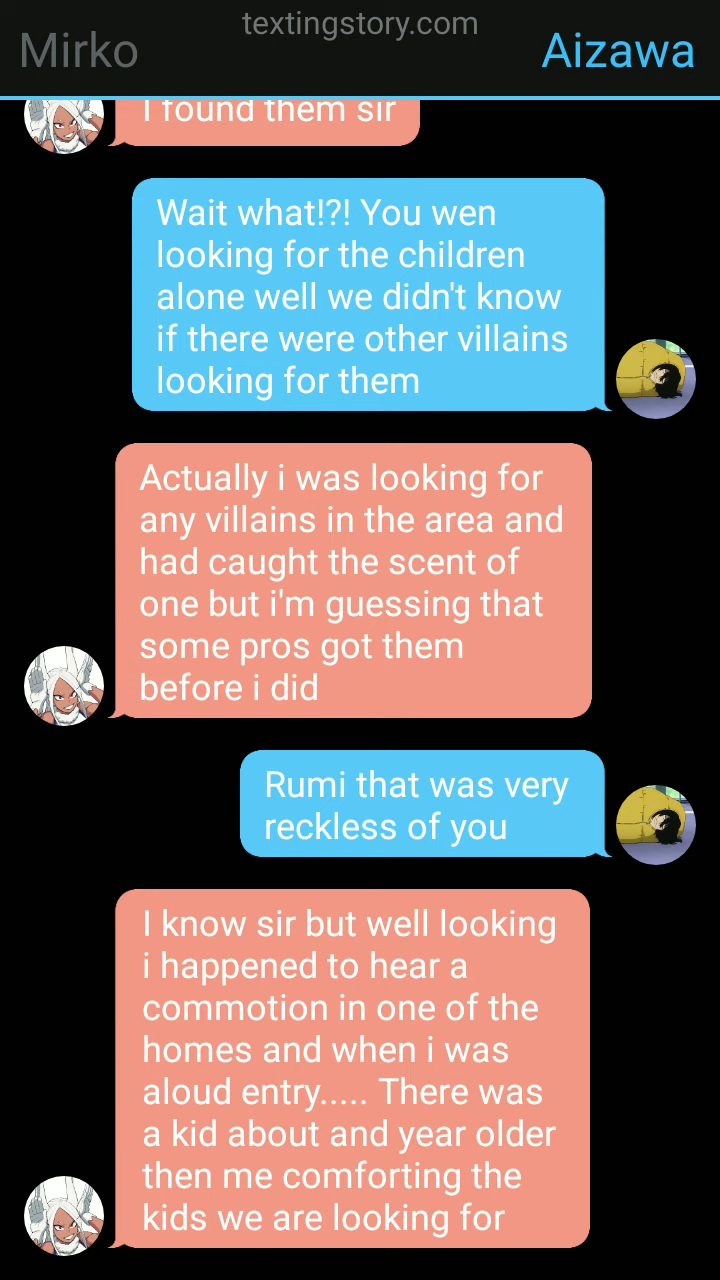 textingstory.com
Mirko
Aizawa
I found them sir
Wait what!?! You wen
looking for the children
alone well we didn't know
if there were other villains
looking for them
Actually i was looking for
any villains in the area and
had caught the scent of
one but i'm guessing that
some pros got them
before i did
Rumi that was very
reckless of you
I know sir but well looking
i happened to hear a
commotion in one of the
homes and when i was
aloud entry..... There was
a kid about and year older
then me comforting the
kids we are looking for